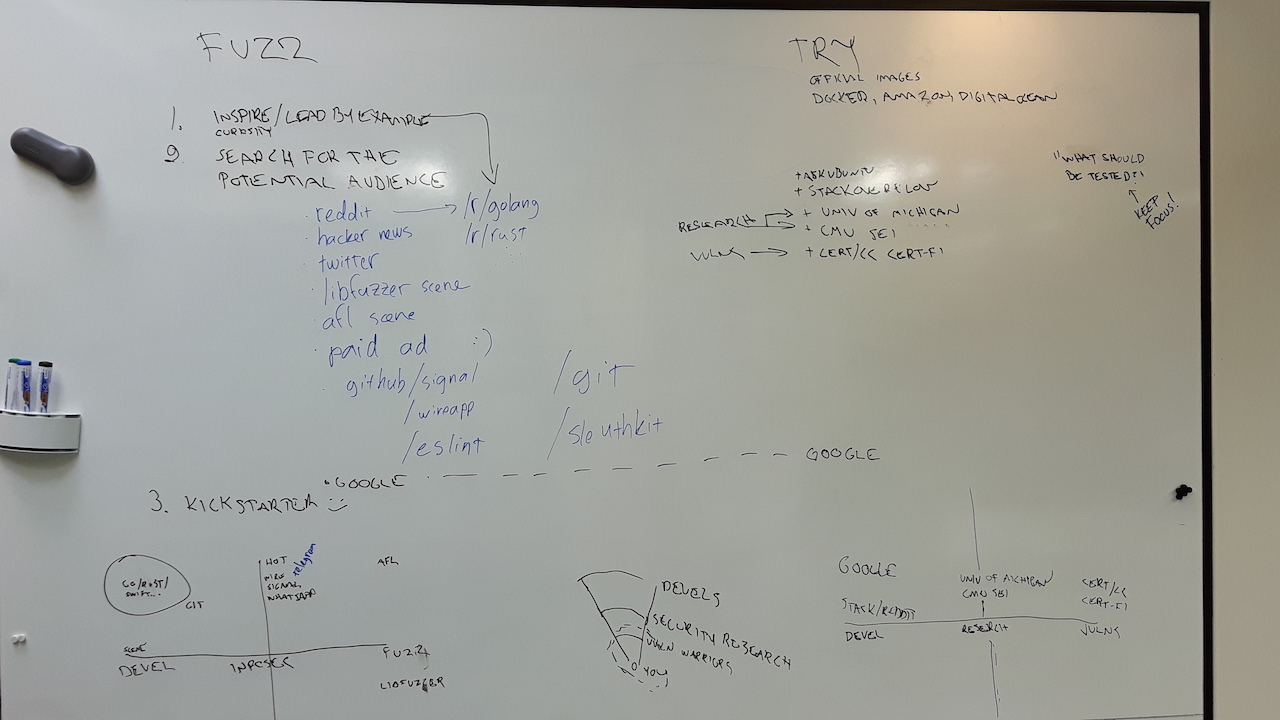 FUZZ
1. INSPIRE/LEAD BY EXAMPLE
CURIOSITY
2. SEARCH FOR THE
POTENTIAL AUDIENCE
· reddit → /r/golang
· hacker news /r/rust
· twitter
· /libfuzzer scene
· afl scene
· paid ad :)
· github/signal /git
/wireapp
/eslint /sleuthkit
· GOOGLE - - - - - - - - GOOGLE
3. KICKSTARTER
TRY
OFFICIAL IMAGES
DOCKER, AMAZON, DIGITALOCEAN
+ ASKUBUNTU
+ STACKOVERFLOW
RESEARCH → + UNIV OF MICHIGAN
→ + CMU SEI
VULNS → + CERT/CC CERT-FI
"WHAT SHOULD
BE TESTED?"
↑
KEEP
FOCUS!
GO/RUST/
SWIFT...
GIT
HOT
WIRE
SIGNAL
WHATSAPP
telegram
AFL
SCENE
DEVEL INFOSEC FUZZ
LIBFUZZER
DEVELS
SECURITY RESEARCH
VULN WARRIORS
YOU
GOOGLE
UNIV OF MICHIGAN
CMU SEI
CERT/CC
CERT-FI
STACK/REDDIT
DEVEL RESEARCH VULNS